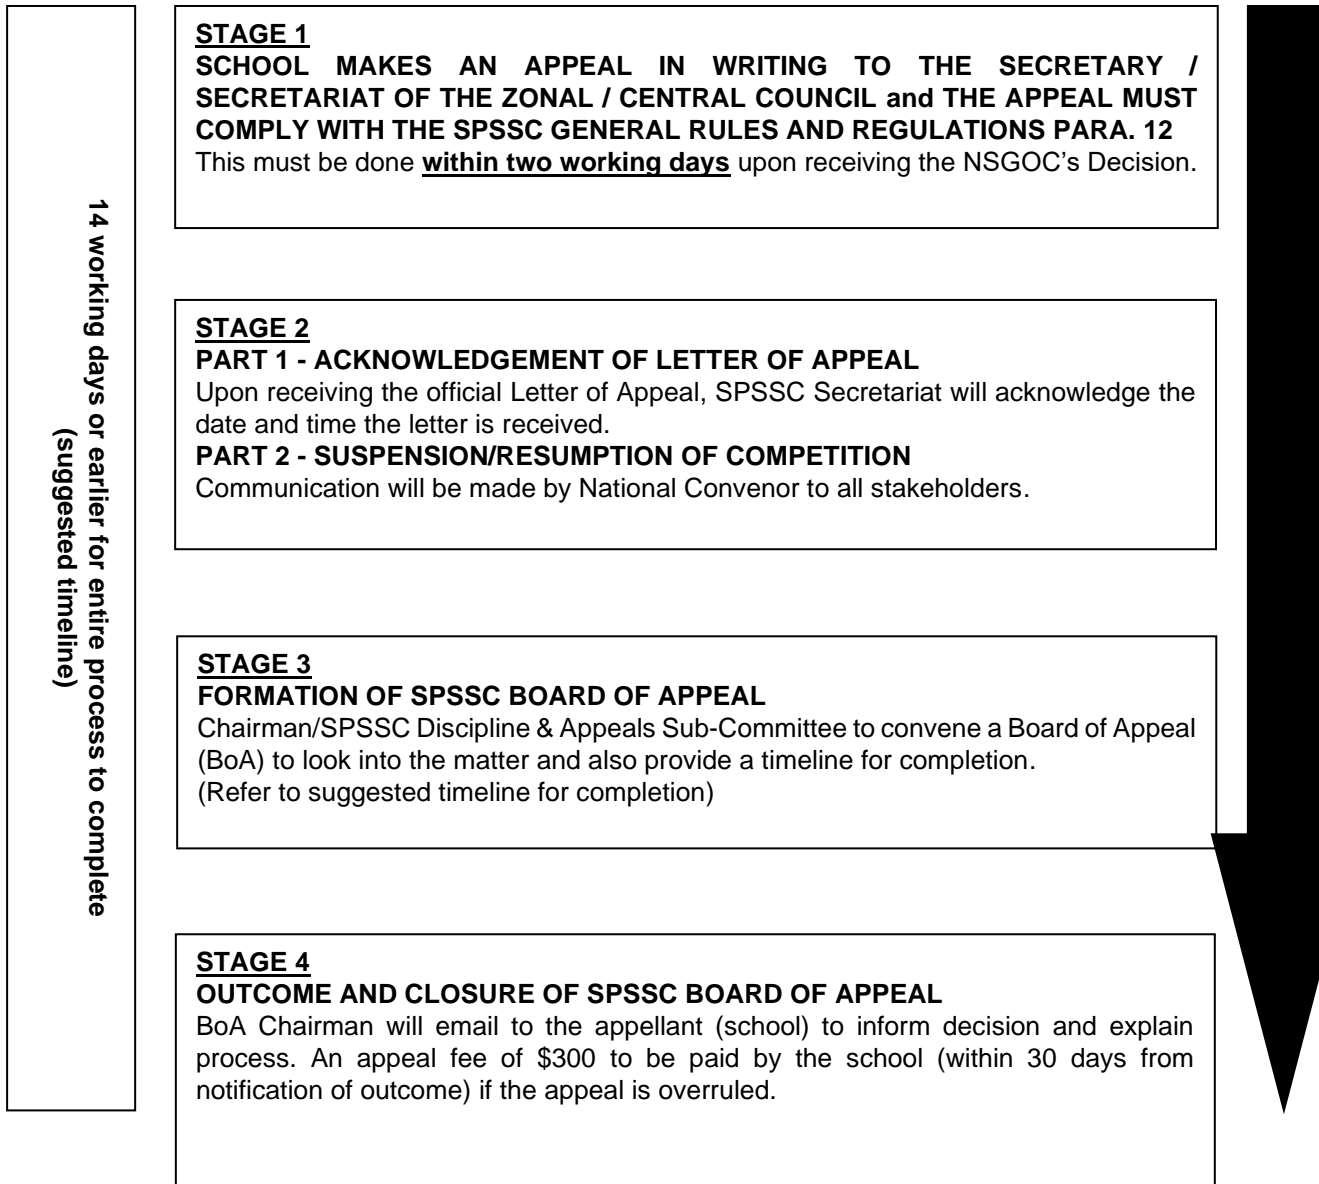 14 working days or earlier for entire process to complete
(suggested timeline)
STAGE 1
SCHOOL MAKES AN APPEAL IN WRITING TO THE SECRETARY /
SECRETARIAT OF THE ZONAL / CENTRAL COUNCIL and THE APPEAL MUST
COMPLY WITH THE SPSSC GENERAL RULES AND REGULATIONS PARA. 12
This must be done within two working days upon receiving the NSGOC’s Decision.
STAGE 2
PART 1 - ACKNOWLEDGEMENT OF LETTER OF APPEAL
Upon receiving the official Letter of Appeal, SPSSC Secretariat will acknowledge the
date and time the letter is received.
PART 2 - SUSPENSION/RESUMPTION OF COMPETITION
Communication will be made by National Convenor to all stakeholders.
STAGE 3
FORMATION OF SPSSC BOARD OF APPEAL
Chairman/SPSSC Discipline & Appeals Sub-Committee to convene a Board of Appeal
(BoA) to look into the matter and also provide a timeline for completion.
(Refer to suggested timeline for completion)
STAGE 4
OUTCOME AND CLOSURE OF SPSSC BOARD OF APPEAL
BoA Chairman will email to the appellant (school) to inform decision and explain
process. An appeal fee of $300 to be paid by the school (within 30 days from
notification of outcome) if the appeal is overruled.